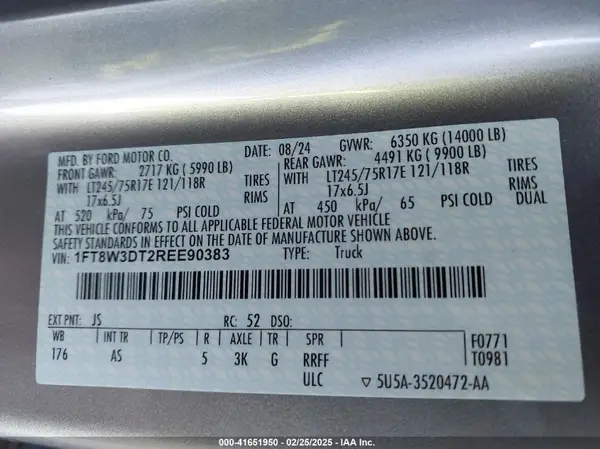 MFD. BY FORD MOTOR CO.
DATE: 08/24 GVWR: 6350 KG (14000 LB)
FRONT GAWR: 2717 KG ( 5990 LB)
REAR GAWR: 4491 KG ( 9900 LB)
WITH LT245/75R17E 121/118R TIRES
WITH LT245/75R17E 121/118R TIRES
17x6.5J RIMS
17x6.5J RIMS
AT 520 kPa/ 75 PSI COLD
AT 450 kPa/ 65 PSI COLD DUAL
THIS VEHICLE CONFORMS TO ALL APPLICABLE FEDERAL MOTOR VEHICLE
SAFETY STANDARDS IN EFFECT ON THE DATE OF MANUFACTURE SHOWN ABOVE.
VIN: 1FT8W3DT2REE90383 TYPE: Truck
EXT PNT: JS RC: 52 DSO:
WB INT TR TP/PS R AXLE TR SPR F0771
176 AS 5 3K G RRFF T0981
ULC ▽ 5U5A-3520472-AA
000-41651950 — 02/25/2025 — IAA Inc.